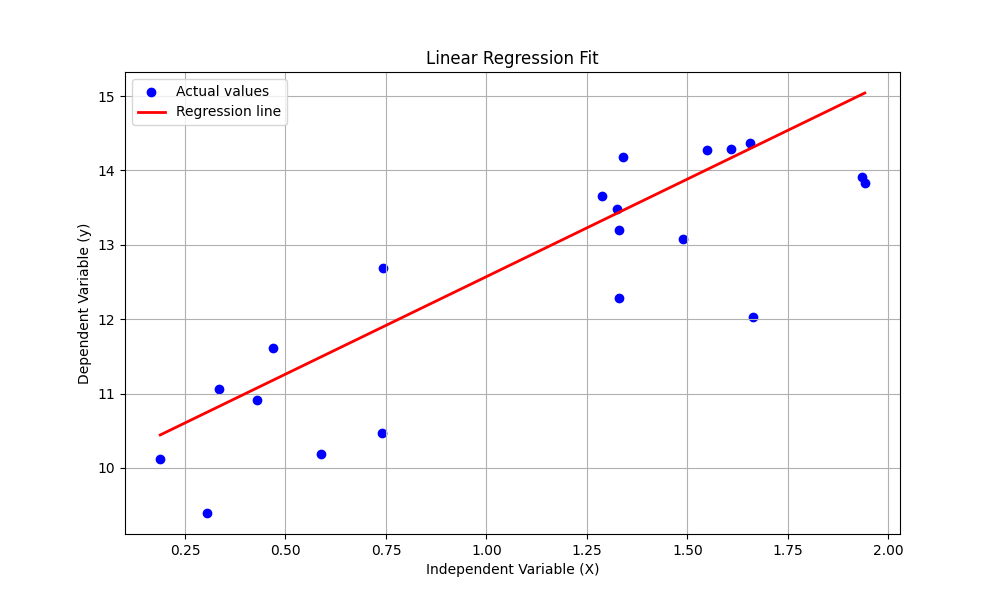 Linear Regression Fit
Actual values
Regression line
Dependent Variable (y)
15
14
13
12
11
10
0.25 0.50 0.75 1.00 1.25 1.50 1.75 2.00
Independent Variable (X)